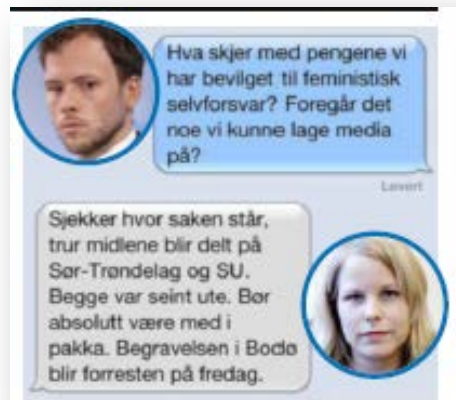 Hva skjer med pengene vi
har bevilget til feministisk
selvforsvar? Foregår det
noe vi kunne lage media
på?
Levert
Sjekker hvor saken står,
trur midlene blir delt på
Sør-Trøndelag og SU.
Begge var seint ute. Bør
absolutt være med i
pakka. Begravelsen i Bodø
blir forresten på fredag.